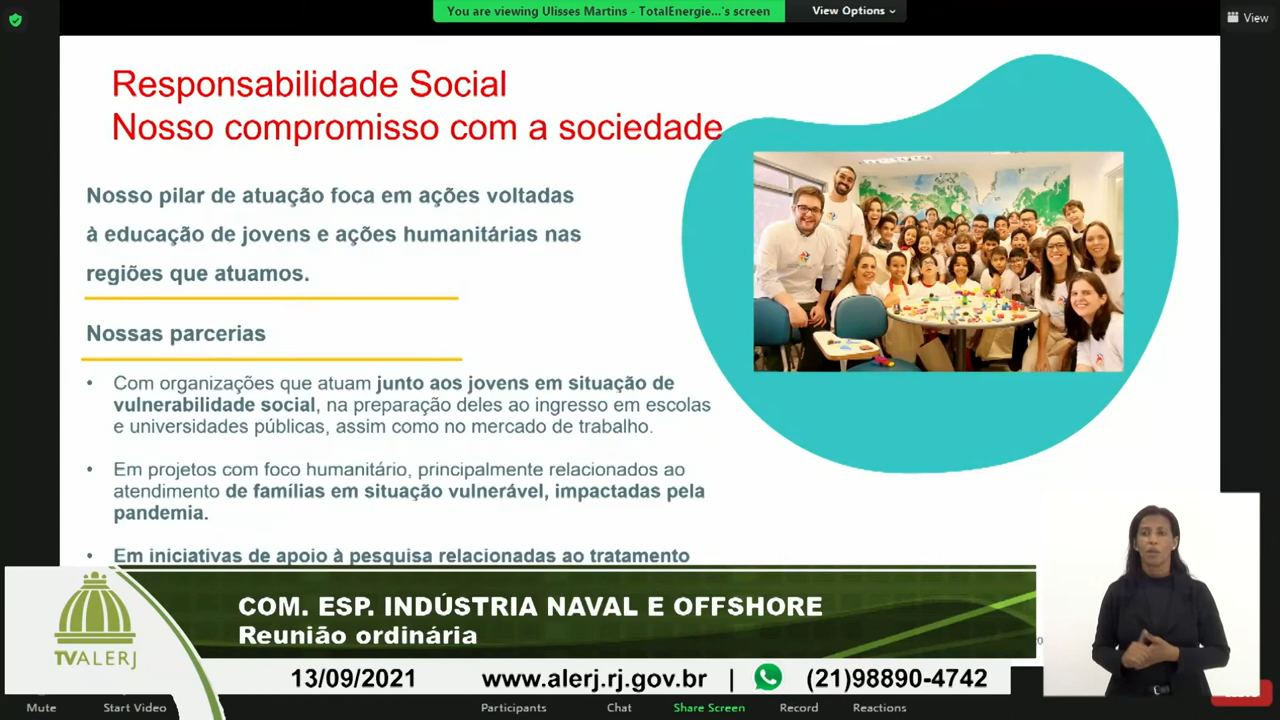 You are viewing Ulisses Martins - TotalEnergie...'s screen
View Options
View
Responsabilidade Social
Nosso compromisso com a sociedade
Nosso pilar de atuação foca em ações voltadas
à educação de jovens e ações humanitárias nas
regiões que atuamos.
Nossas parcerias
• Com organizações que atuam junto aos jovens em situação de
vulnerabilidade social, na preparação deles ao ingresso em escolas
e universidades públicas, assim como no mercado de trabalho.
• Em projetos com foco humanitário, principalmente relacionados ao
atendimento de famílias em situação vulnerável, impactadas pela
pandemia.
• Em iniciativas de apoio à pesquisa relacionadas ao tratamento
COM. ESP. INDÚSTRIA NAVAL E OFFSHORE
Reunião ordinária
TVALERJ
13/09/2021 www.alerj.rj.gov.br | (21)98890-4742
Mute Start Video Participants Chat Share Screen Record Reactions